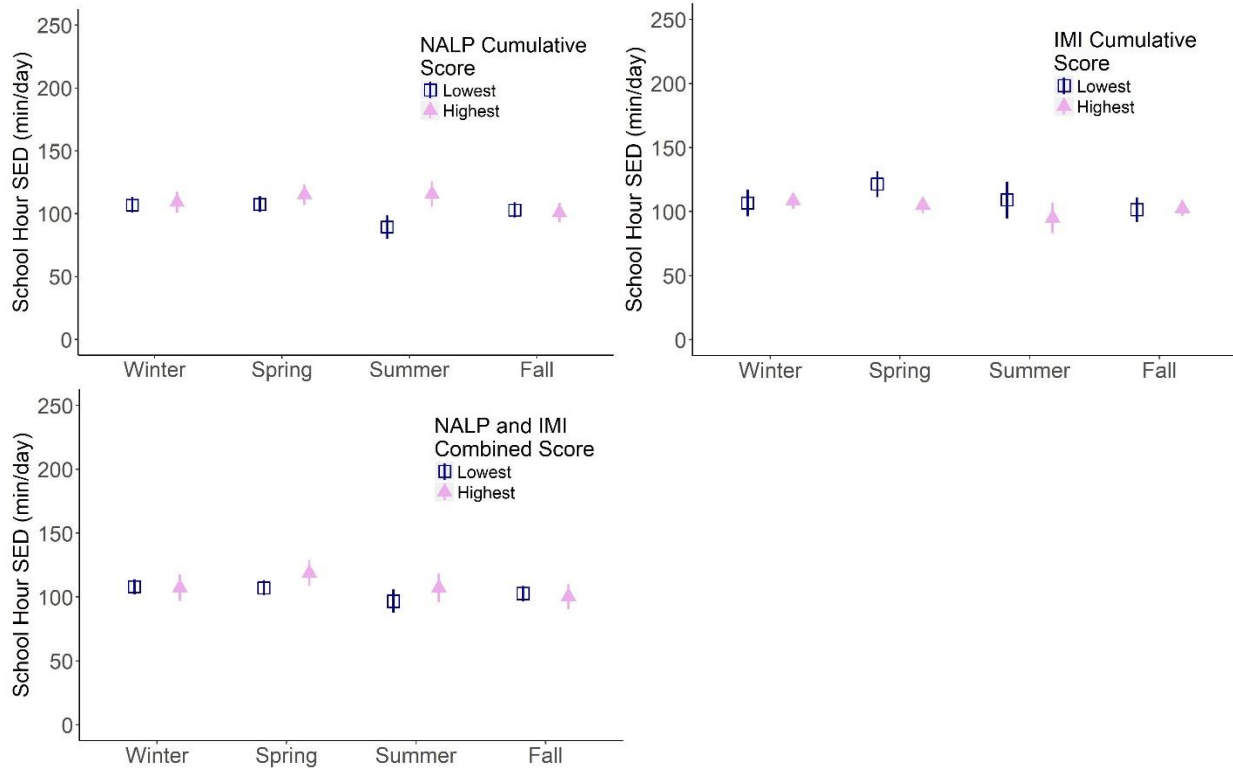 School Hour SED (min/day)
250
200
150
100
50
0
NALP Cumulative
Score
Lowest
Highest
Winter Spring Summer Fall
School Hour SED (min/day)
250
200
150
100
50
0
IMI Cumulative
Score
Lowest
Highest
Winter Spring Summer Fall
School Hour SED (min/day)
250
200
150
100
50
0
NALP and IMI
Combined Score
Lowest
Highest
Winter Spring Summer Fall